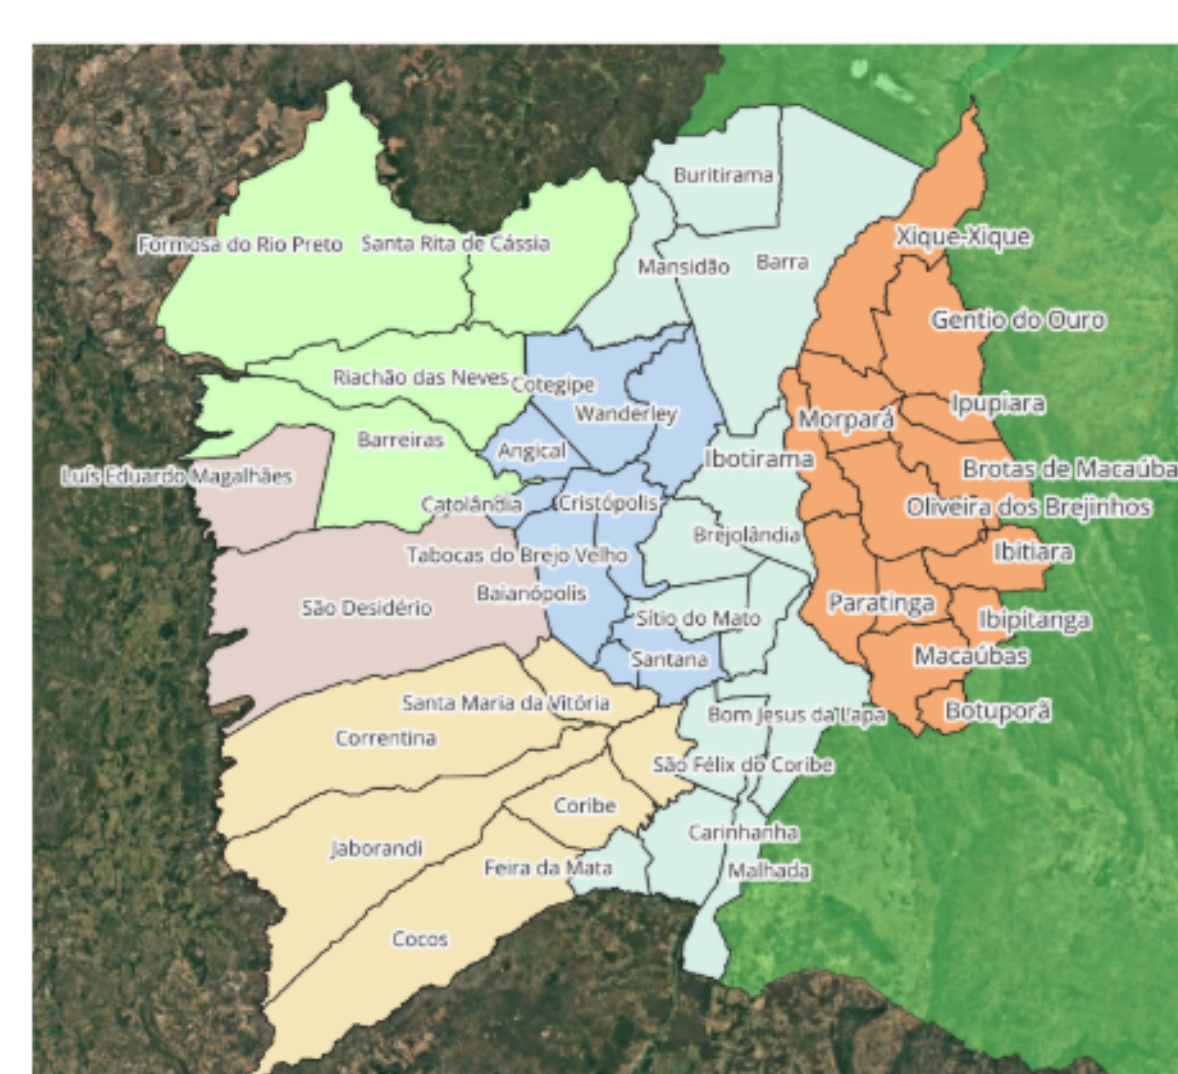 Buritirama
Xique-Xique
Formosa do Rio Preto
Santa Rita de Cássia
Mansidão
Barra
Gentio do Ouro
Riachão das Neves
Cotegipe
Ipupiara
Wanderley
Morpará
Barreiras
Angical
Ibotirama
Brotas de Macaúba
Luís Eduardo Magalhães
Catolândia
Cristópolis
Oliveira dos Brejinhos
Brejolândia
Tabocas do Brejo Velho
Ibitiara
Baianópolis
São Desidério
Paratinga
Sítio do Mato
Ibipitanga
Santana
Macaúbas
Santa Maria da Vitória
Bom Jesus da Lapa
Botuporã
Correntina
São Félix do Coribe
Coribe
Carinhanha
Jaborandi
Feira da Mata
Malhada
Cocos